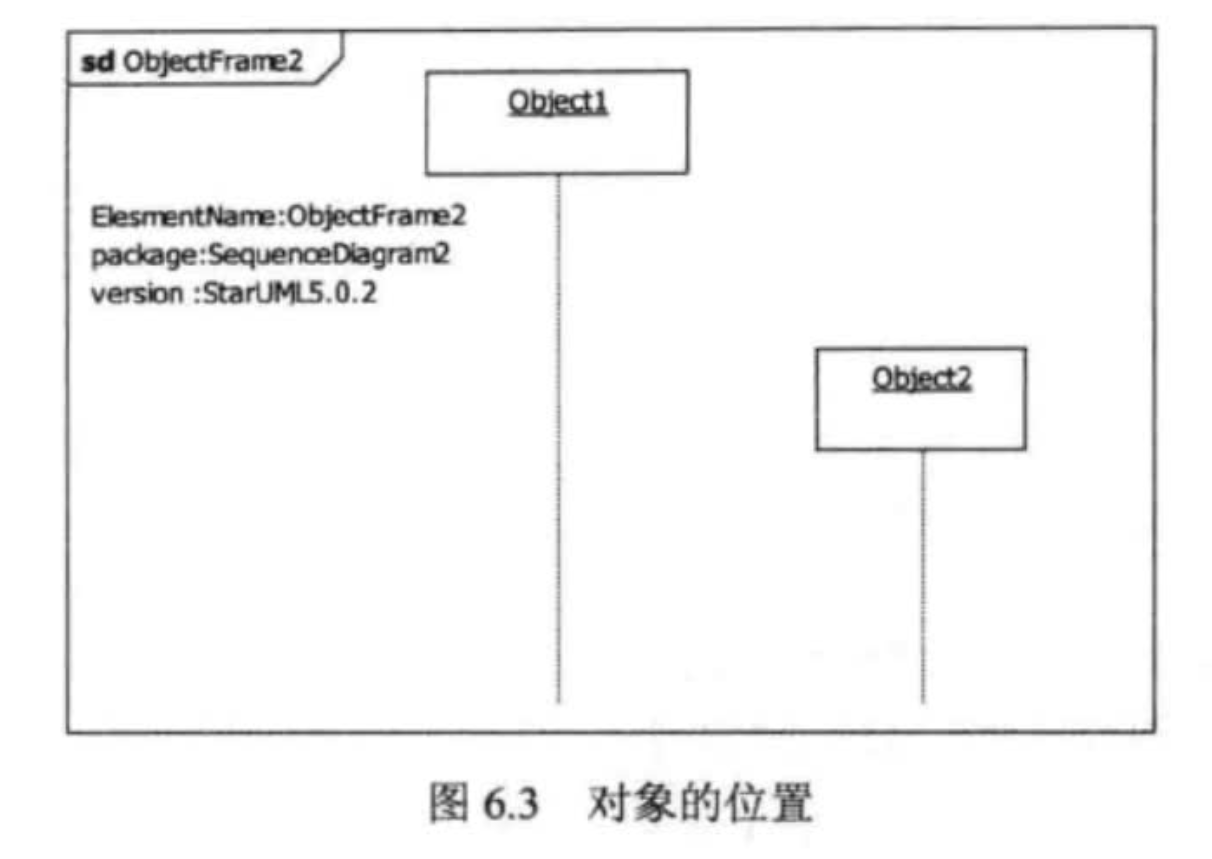 sd ObjectFrame2
Object1
ElesmentName:ObjectFrame2
package:SequenceDiagram2
version :StarUML5.0.2
Object2
图 6.3 对象的位置